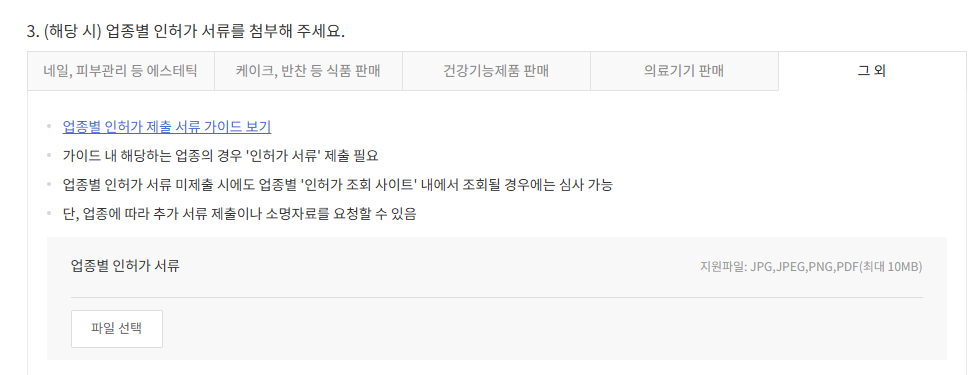 3. (해당 시) 업종별 인허가 서류를 첨부해 주세요.
네일, 피부관리 등 에스테틱 케이크, 반찬 등 식품 판매 건강기능제품 판매 의료기기 판매 그 외
업종별 인허가 제출 서류 가이드 보기
가이드 내 해당하는 업종의 경우 '인허가 서류' 제출 필요
업종별 인허가 서류 미제출 시에도 업종별 '인허가 조회 사이트' 내에서 조회될 경우에는 심사 가능
단, 업종에 따라 추가 서류 제출이나 소명자료를 요청할 수 있음
업종별 인허가 서류 지원파일: JPG,JPEG,PNG,PDF(최대 10MB)
파일 선택